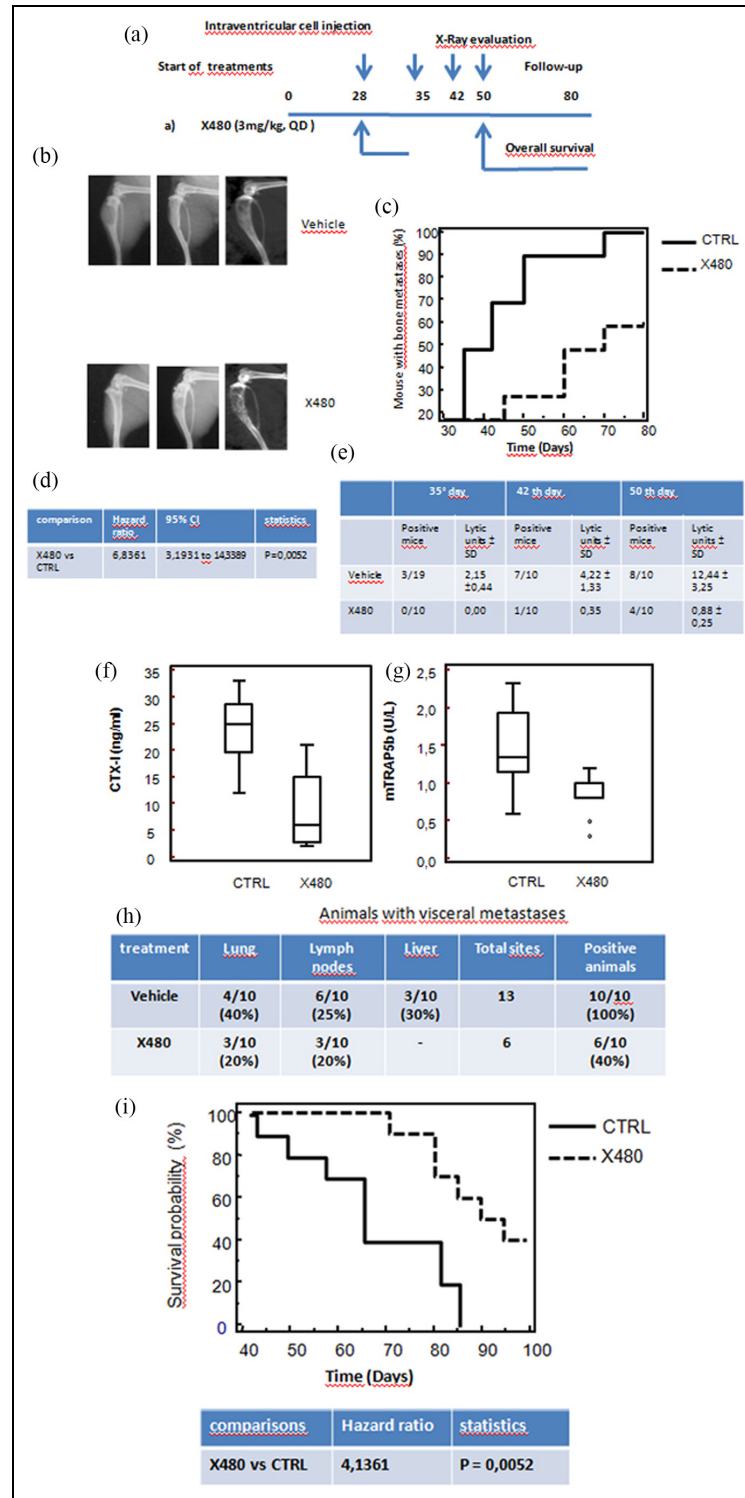 (a)
Intraventricular cell injection
X-Ray evaluation
Start of treatments
Follow-up
0 28 35 42 50 80
a) X480 (3mg/kg, QD )
Overall survival
(b)
Vehicle
X480
(c)
Mouse with bone metastases (%)
100
90
80
70
60
50
40
30
20
30 40 50 60 70 80
Time (Days)
CTRL
X480
(d)
comparison Hazard ratio 95% CI statistics
X480 vs CTRL 6,8361 3,1931 to 14,3389 P=0,0052
(e)
35° day 42 th day 50 th day
Positive mice Lytic units ± SD Positive mice Lytic units ± SD Positive mice Lytic units ± SD
Vehicle 3/19 2,15 ±0,44 7/10 4,22 ± 1,33 8/10 12,44 ± 3,25
X480 0/10 0,00 1/10 0,35 4/10 0,88 ± 0,25
(f)
CTX-I (ng/ml)
35
30
25
20
15
10
5
0
CTRL X480
(g)
mTRAP5b (U/L)
2,5
2,0
1,5
1,0
0,5
0,0
CTRL X480
(h)
Animals with visceral metastases
treatment Lung Lymph nodes Liver Total sites Positive animals
Vehicle 4/10 (40%) 6/10 (25%) 3/10 (30%) 13 10/10 (100%)
X480 3/10 (20%) 3/10 (20%) - 6 6/10 (40%)
(i)
Survival probability (%)
100
80
60
40
20
0
40 50 60 70 80 90 100
Time (Days)
CTRL
X480
comparisons Hazard ratio statistics
X480 vs CTRL 4,1361 P = 0,0052